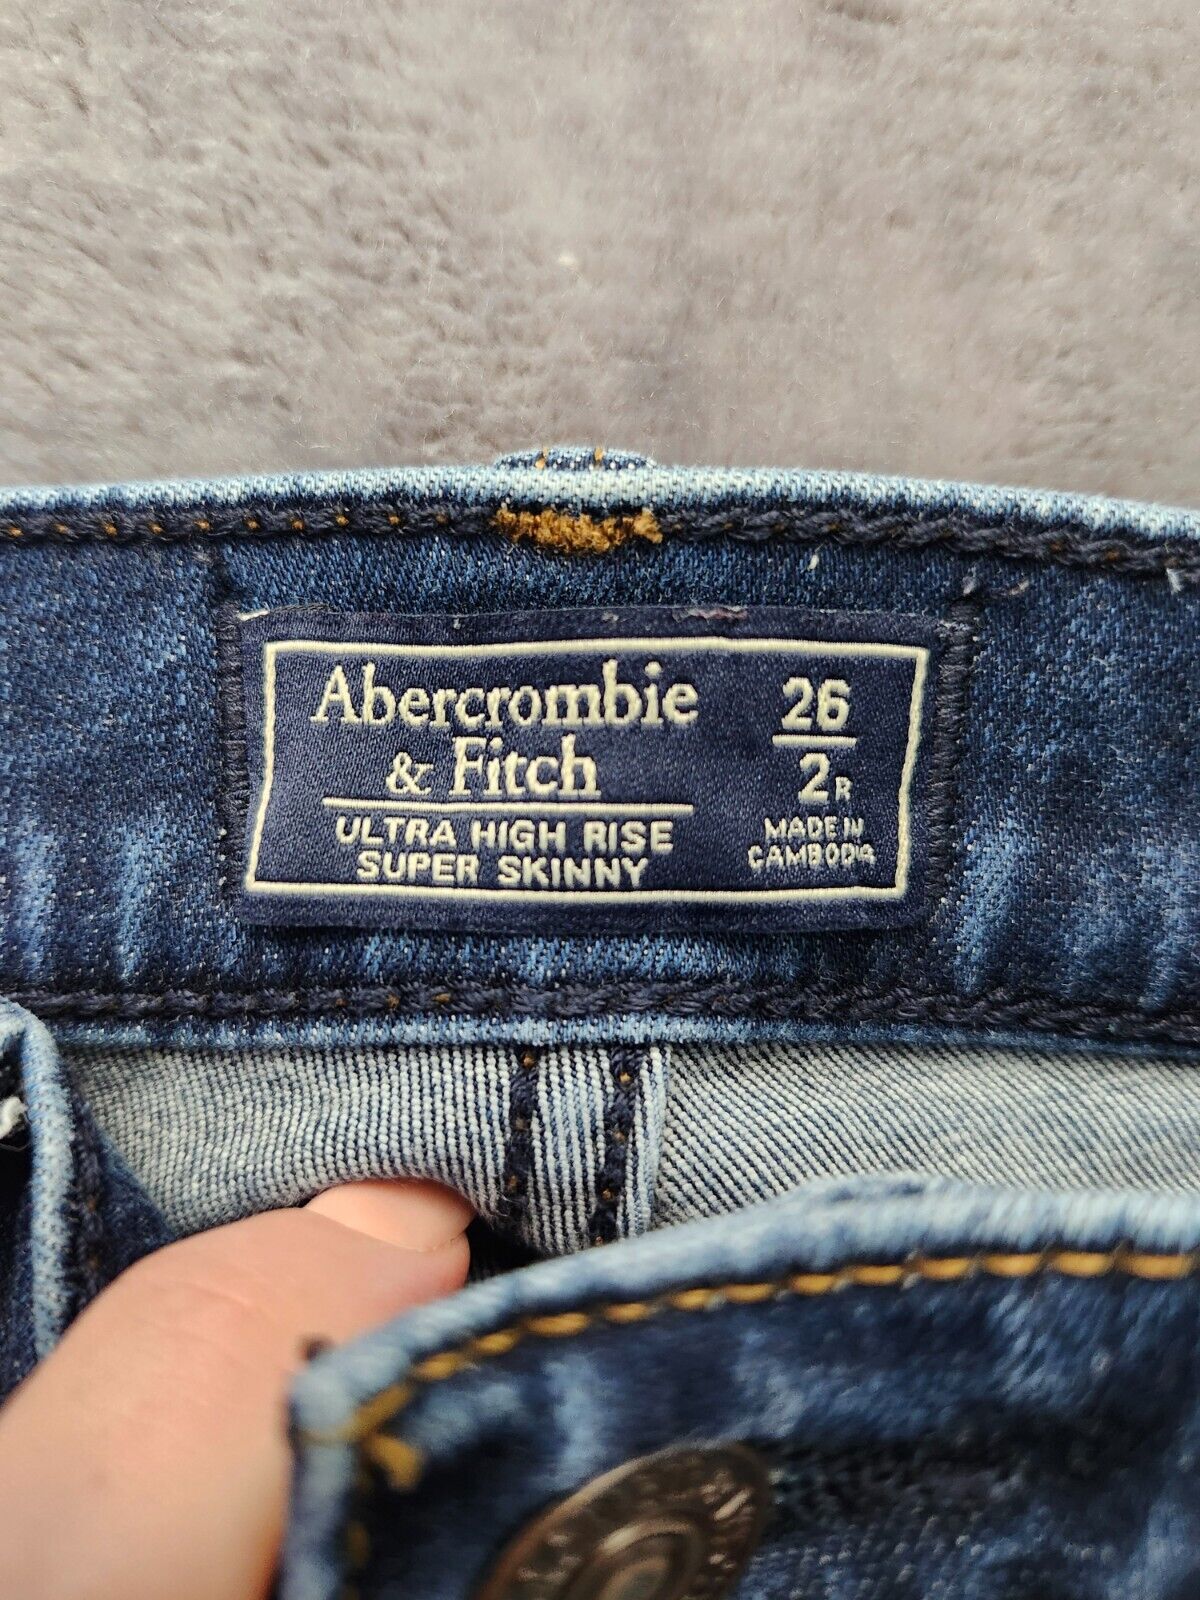 Abercrombie
& Fitch
ULTRA HIGH RISE
SUPER SKINNY
26
2R
MADE IN
CAMBODIA